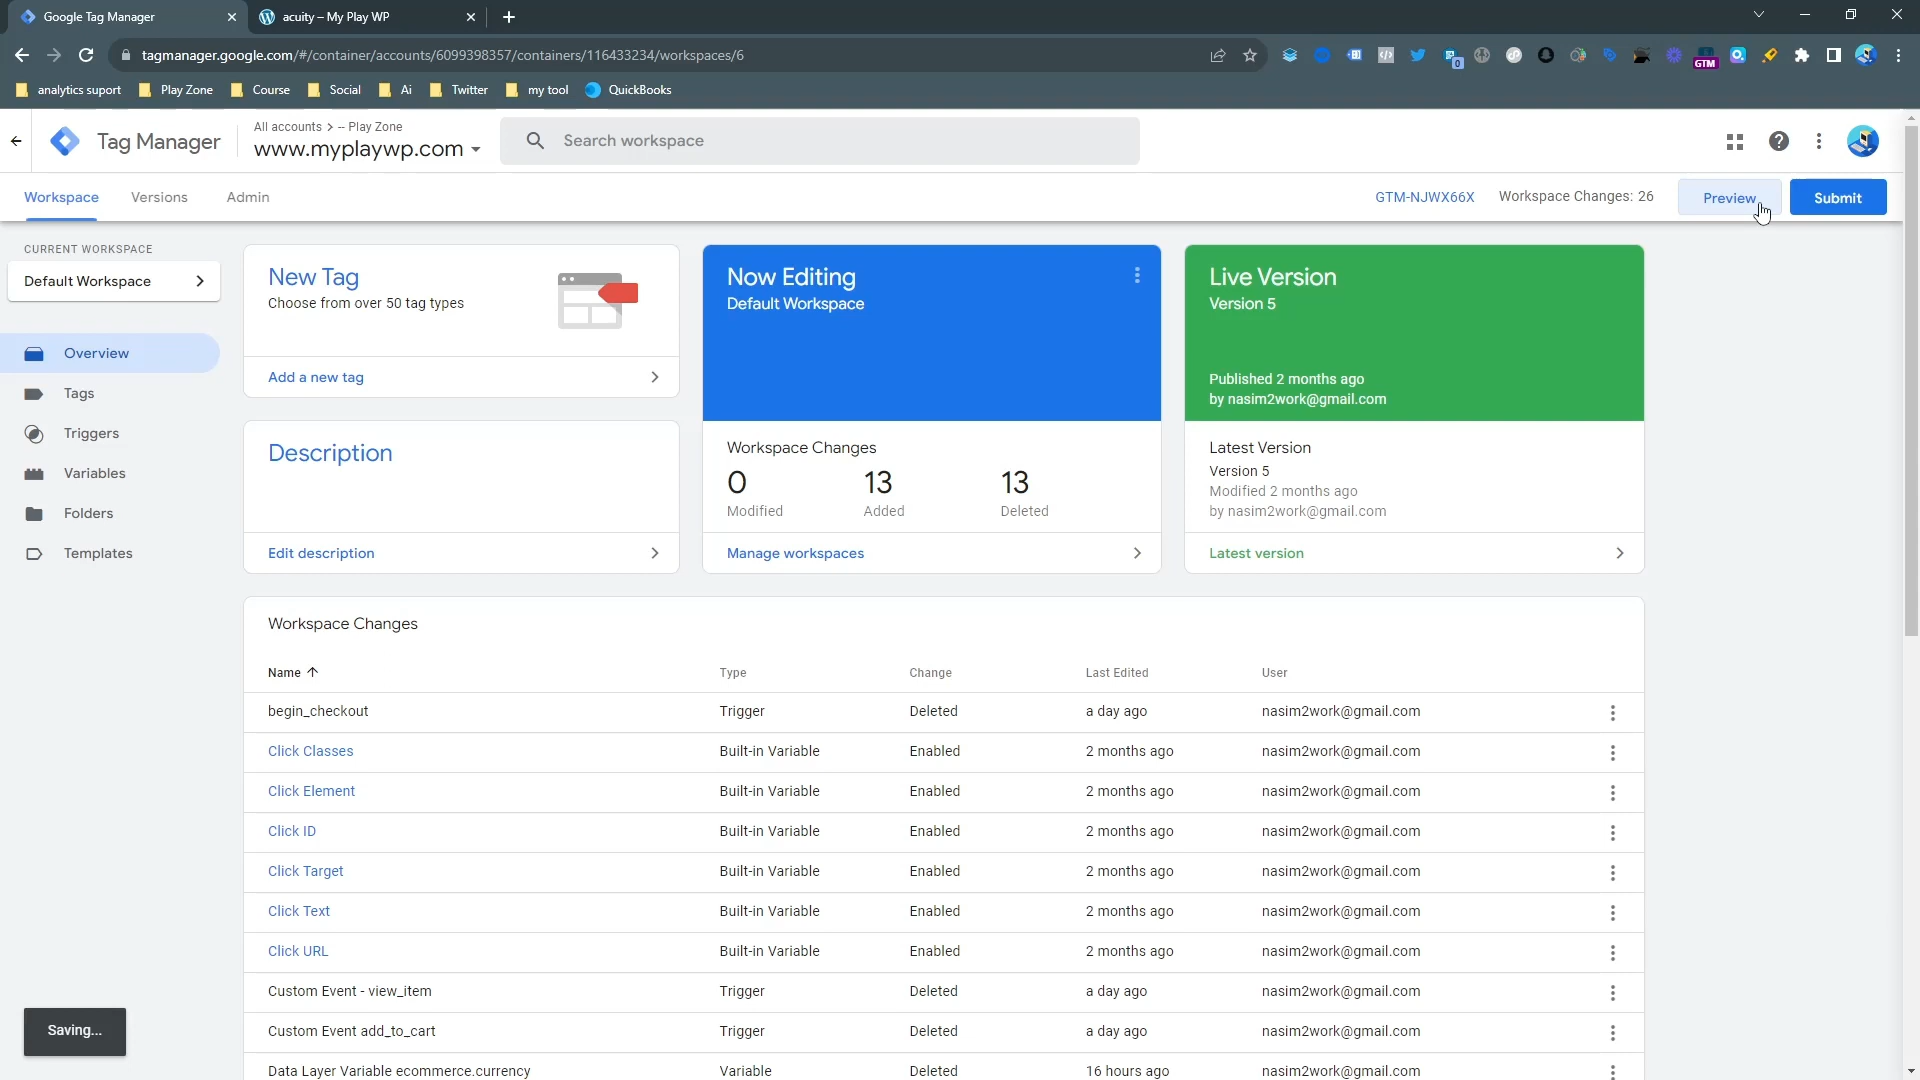 Google Tag Manager
acuity – My Play WP
tagmanager.google.com/#/container/accounts/6099398357/containers/116433234/workspaces/6
0
GTM
analytics suport
Play Zone
Course
Social
Ai
Twitter
my tool
QuickBooks
Tag Manager
All accounts > -- Play Zone
www.myplaywp.com
Search workspace
Workspace
Versions
Admin
GTM-NJWX66X
Workspace Changes: 26
Preview
Submit
CURRENT WORKSPACE
Default Workspace
Overview
Tags
Triggers
Variables
Folders
Templates
New Tag
Choose from over 50 tag types
Add a new tag
Description
Edit description
Now Editing
Default Workspace
Workspace Changes
0 13 13
Modified Added Deleted
Manage workspaces
Live Version
Version 5
Published 2 months ago
by nasim2work@gmail.com
Latest Version
Version 5
Modified 2 months ago
by nasim2work@gmail.com
Latest version
Workspace Changes
Name Type Change Last Edited User
begin_checkout Trigger Deleted a day ago nasim2work@gmail.com
Click Classes Built-in Variable Enabled 2 months ago nasim2work@gmail.com
Click Element Built-in Variable Enabled 2 months ago nasim2work@gmail.com
Click ID Built-in Variable Enabled 2 months ago nasim2work@gmail.com
Click Target Built-in Variable Enabled 2 months ago nasim2work@gmail.com
Click Text Built-in Variable Enabled 2 months ago nasim2work@gmail.com
Click URL Built-in Variable Enabled 2 months ago nasim2work@gmail.com
Custom Event - view_item Trigger Deleted a day ago nasim2work@gmail.com
Custom Event add_to_cart Trigger Deleted a day ago nasim2work@gmail.com
Data Layer Variable ecommerce.currency Variable Deleted 16 hours ago nasim2work@gmail.com
Saving...